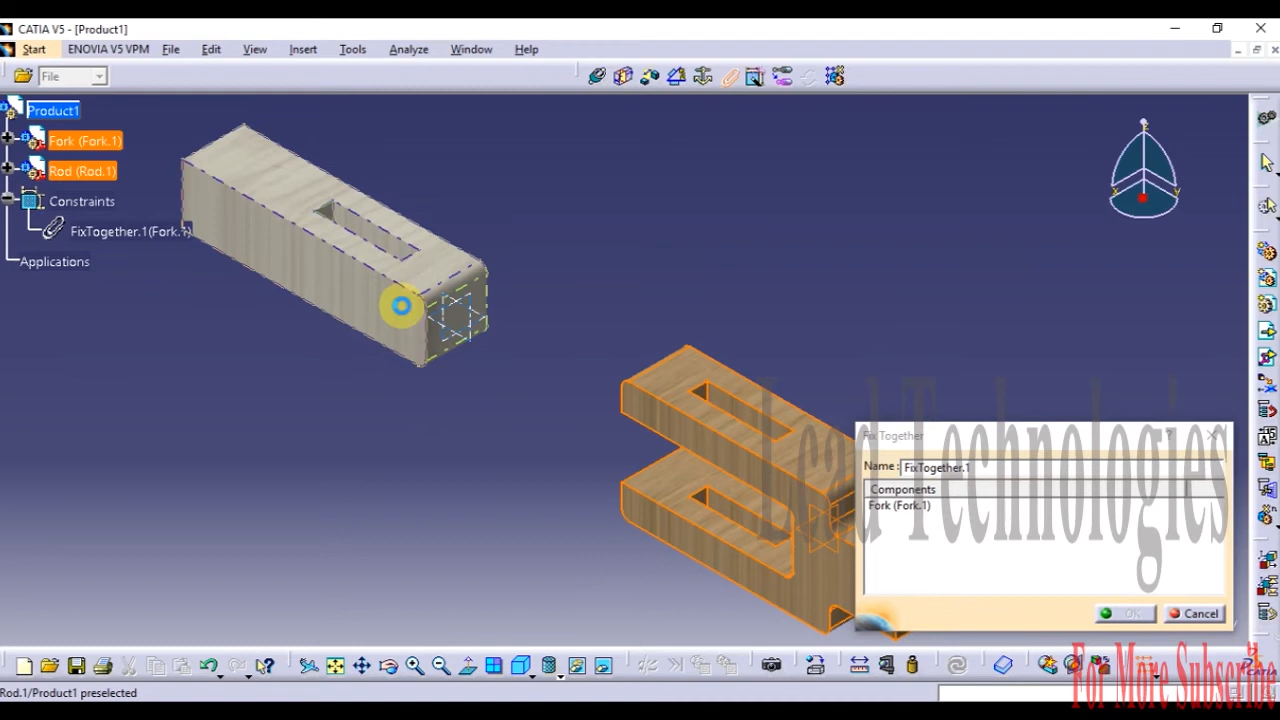 CATIA V5 - [Product1]
Start ENOVIA V5 VPM File Edit View Insert Tools Analyze Window Help
File
Product1
Fork (Fork.1)
Rod (Rod.1)
Constraints
FixTogether.1(Fork.1)
Applications
z
x y
Fix Together
Name : FixTogether.1
Components
Fork (Fork.1)
OK Cancel
Lead Technologies
For More Subscribe
CATIA
Rod.1/Product1 preselected